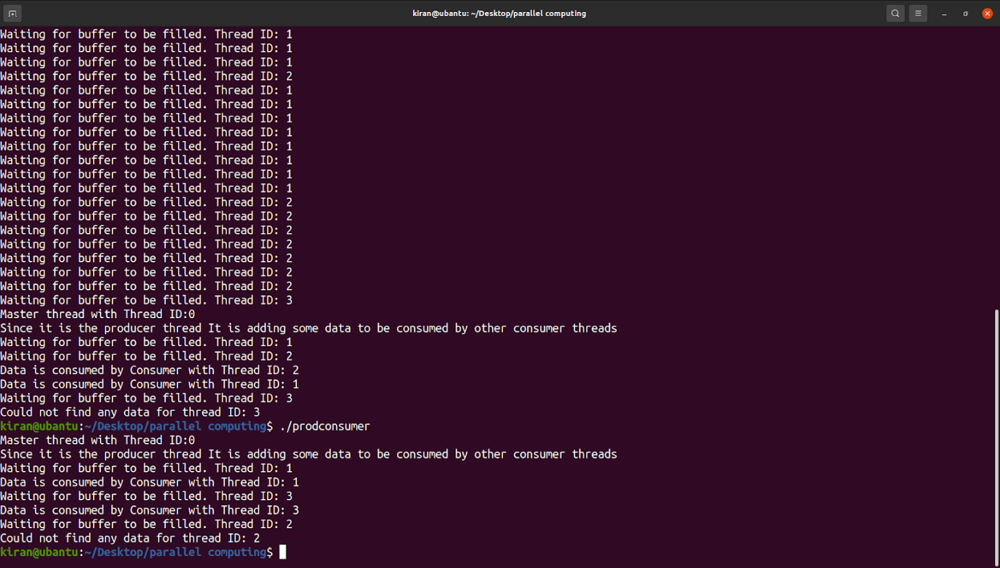 kiran@ubantu: ~/Desktop/parallel computing
Waiting for buffer to be filled. Thread ID: 1
Waiting for buffer to be filled. Thread ID: 1
Waiting for buffer to be filled. Thread ID: 1
Waiting for buffer to be filled. Thread ID: 2
Waiting for buffer to be filled. Thread ID: 1
Waiting for buffer to be filled. Thread ID: 1
Waiting for buffer to be filled. Thread ID: 1
Waiting for buffer to be filled. Thread ID: 1
Waiting for buffer to be filled. Thread ID: 1
Waiting for buffer to be filled. Thread ID: 1
Waiting for buffer to be filled. Thread ID: 1
Waiting for buffer to be filled. Thread ID: 1
Waiting for buffer to be filled. Thread ID: 2
Waiting for buffer to be filled. Thread ID: 2
Waiting for buffer to be filled. Thread ID: 2
Waiting for buffer to be filled. Thread ID: 2
Waiting for buffer to be filled. Thread ID: 2
Waiting for buffer to be filled. Thread ID: 2
Waiting for buffer to be filled. Thread ID: 2
Waiting for buffer to be filled. Thread ID: 3
Master thread with Thread ID:0
Since it is the producer thread It is adding some data to be consumed by other consumer threads
Waiting for buffer to be filled. Thread ID: 1
Waiting for buffer to be filled. Thread ID: 2
Data is consumed by Consumer with Thread ID: 2
Data is consumed by Consumer with Thread ID: 1
Waiting for buffer to be filled. Thread ID: 3
Could not find any data for thread ID: 3
kiran@ubantu:~/Desktop/parallel computing$ ./prodconsumer
Master thread with Thread ID:0
Since it is the producer thread It is adding some data to be consumed by other consumer threads
Waiting for buffer to be filled. Thread ID: 1
Data is consumed by Consumer with Thread ID: 1
Waiting for buffer to be filled. Thread ID: 3
Data is consumed by Consumer with Thread ID: 3
Waiting for buffer to be filled. Thread ID: 2
Could not find any data for thread ID: 2
kiran@ubantu:~/Desktop/parallel computing$